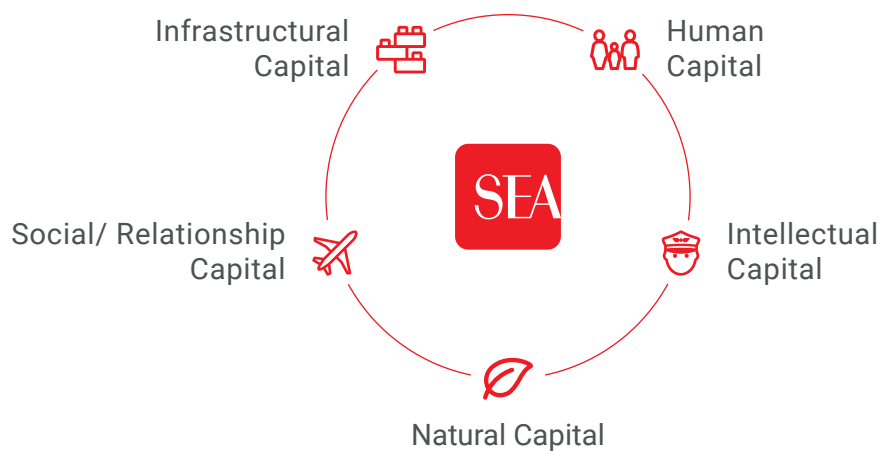 Infrastructural
Capital
Human
Capital
SEA
Social/ Relationship
Capital
Intellectual
Capital
Natural Capital